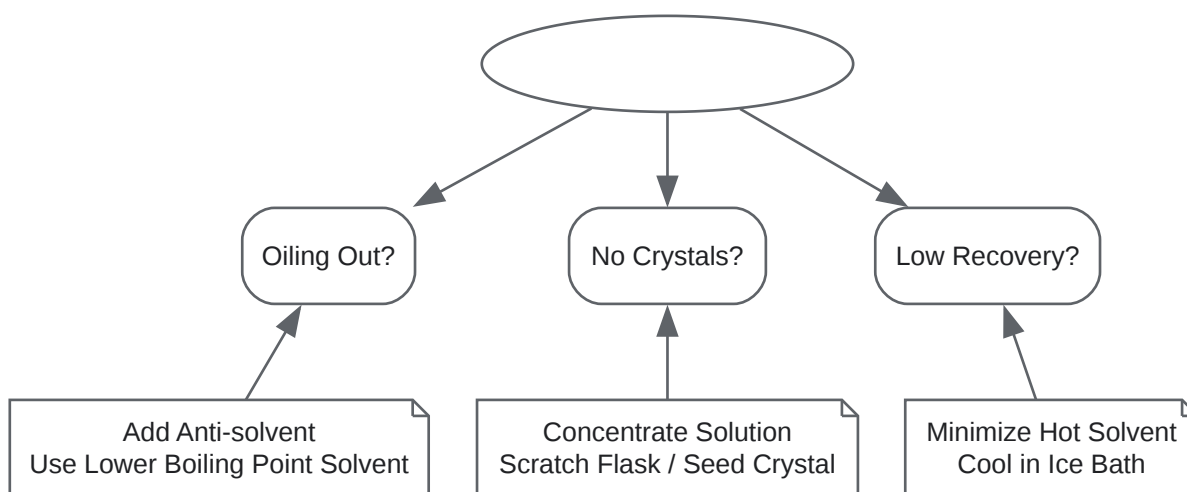 Oiling Out?
No Crystals?
Low Recovery?
Add Anti-solvent
Use Lower Boiling Point Solvent
Concentrate Solution
Scratch Flask / Seed Crystal
Minimize Hot Solvent
Cool in Ice Bath